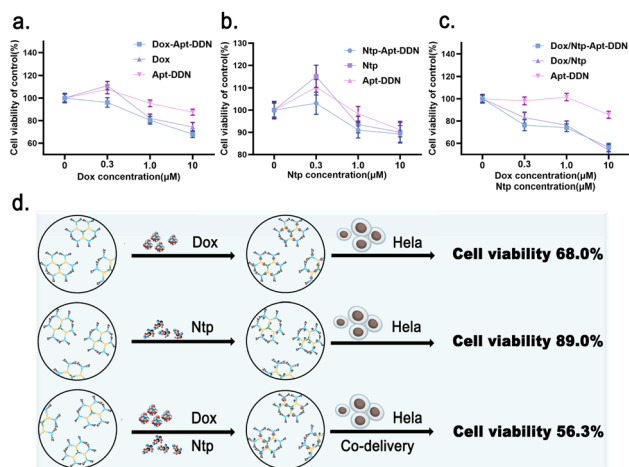 a.
Dox-Apt-DDN
Dox
Apt-DDN
Cell viability of control(%)
140
120
100
80
60
0
0.3
1.0
10
Dox concentration(μM)
b.
Ntp-Apt-DDN
Ntp
Apt-DDN
Cell viability of control(%)
130
120
110
100
90
80
0
0.3
1.0
10
Ntp concentration(μM)
c.
Dox/Ntp-Apt-DDN
Dox/Ntp
Apt-DDN
Cell viability of control(%)
140
120
100
80
60
0
0.3
1.0
10
Dox concentration(μM)
Ntp concentration(μM)
d.
Dox
Hela
Cell viability 68.0%
Ntp
Hela
Cell viability 89.0%
Dox
Ntp
Hela
Co-delivery
Cell viability 56.3%